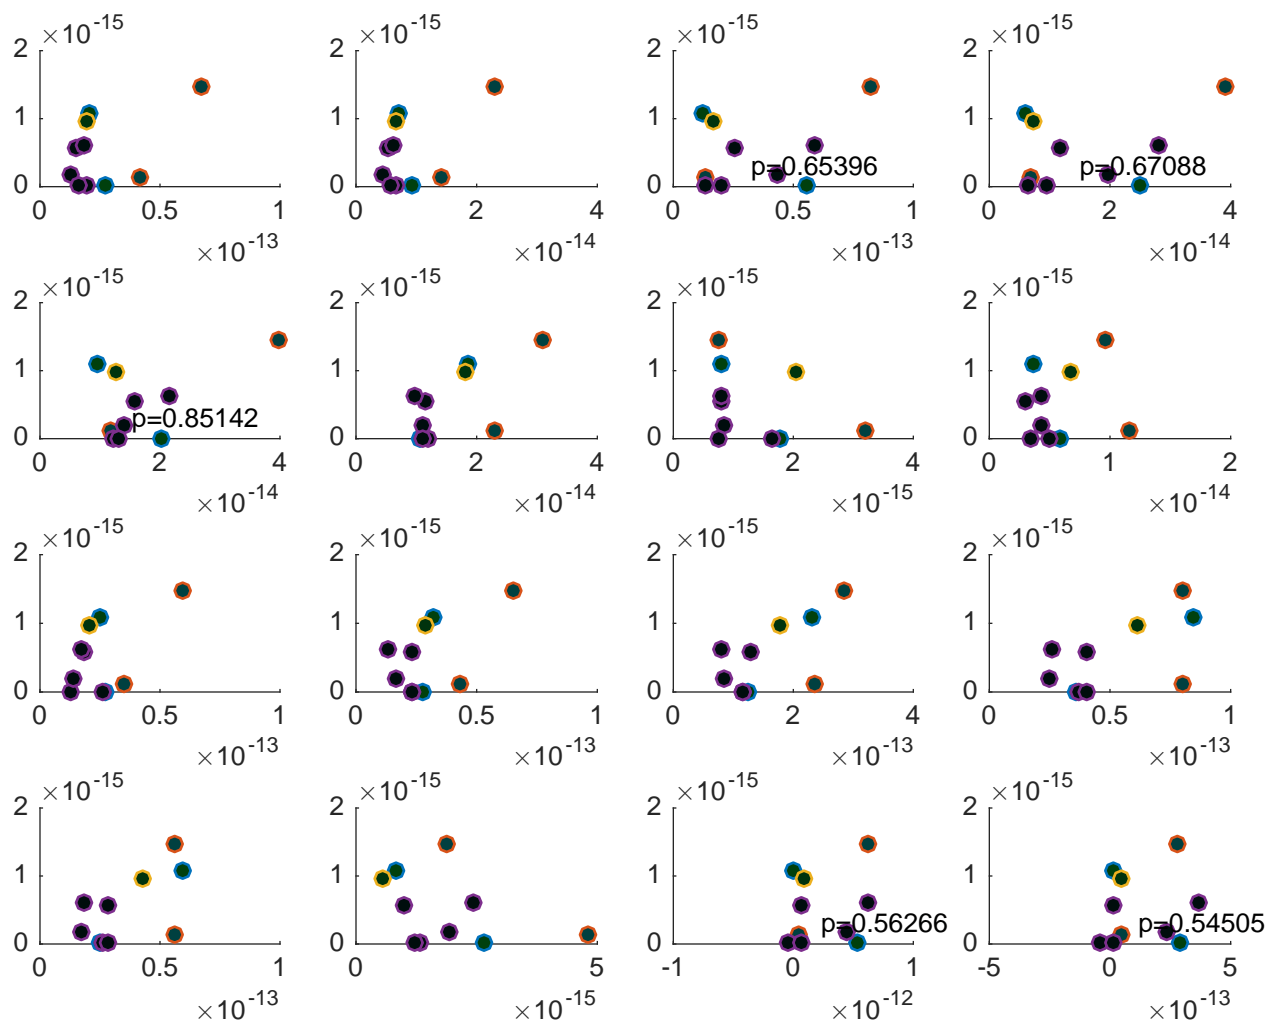 ×10-15 ×10-15 ×10-15 ×10-15
2 2 2 2
1 1 1 1
p=0.65396 p=0.67088
0 0 0 0
0 0.5 1 0 2 4 0 0.5 1 0 2 4
×10-13 ×10-14 ×10-13 ×10-14
×10-15 ×10-15 ×10-15 ×10-15
2 2 2 2
1 1 1 1
p=0.85142
0 0 0 0
0 2 4 0 2 4 0 2 4 0 1 2
×10-14 ×10-14 ×10-15 ×10-14
×10-15 ×10-15 ×10-15 ×10-15
2 2 2 2
1 1 1 1
0 0 0 0
0 0.5 1 0 0.5 1 0 2 4 0 0.5 1
×10-13 ×10-13 ×10-13 ×10-13
×10-15 ×10-15 ×10-15 ×10-15
2 2 2 2
1 1 1 1
p=0.56266 p=0.54505
0 0 0 0
0 0.5 1 0 5 -1 0 1 -5 0 5
×10-13 ×10-15 ×10-12 ×10-13